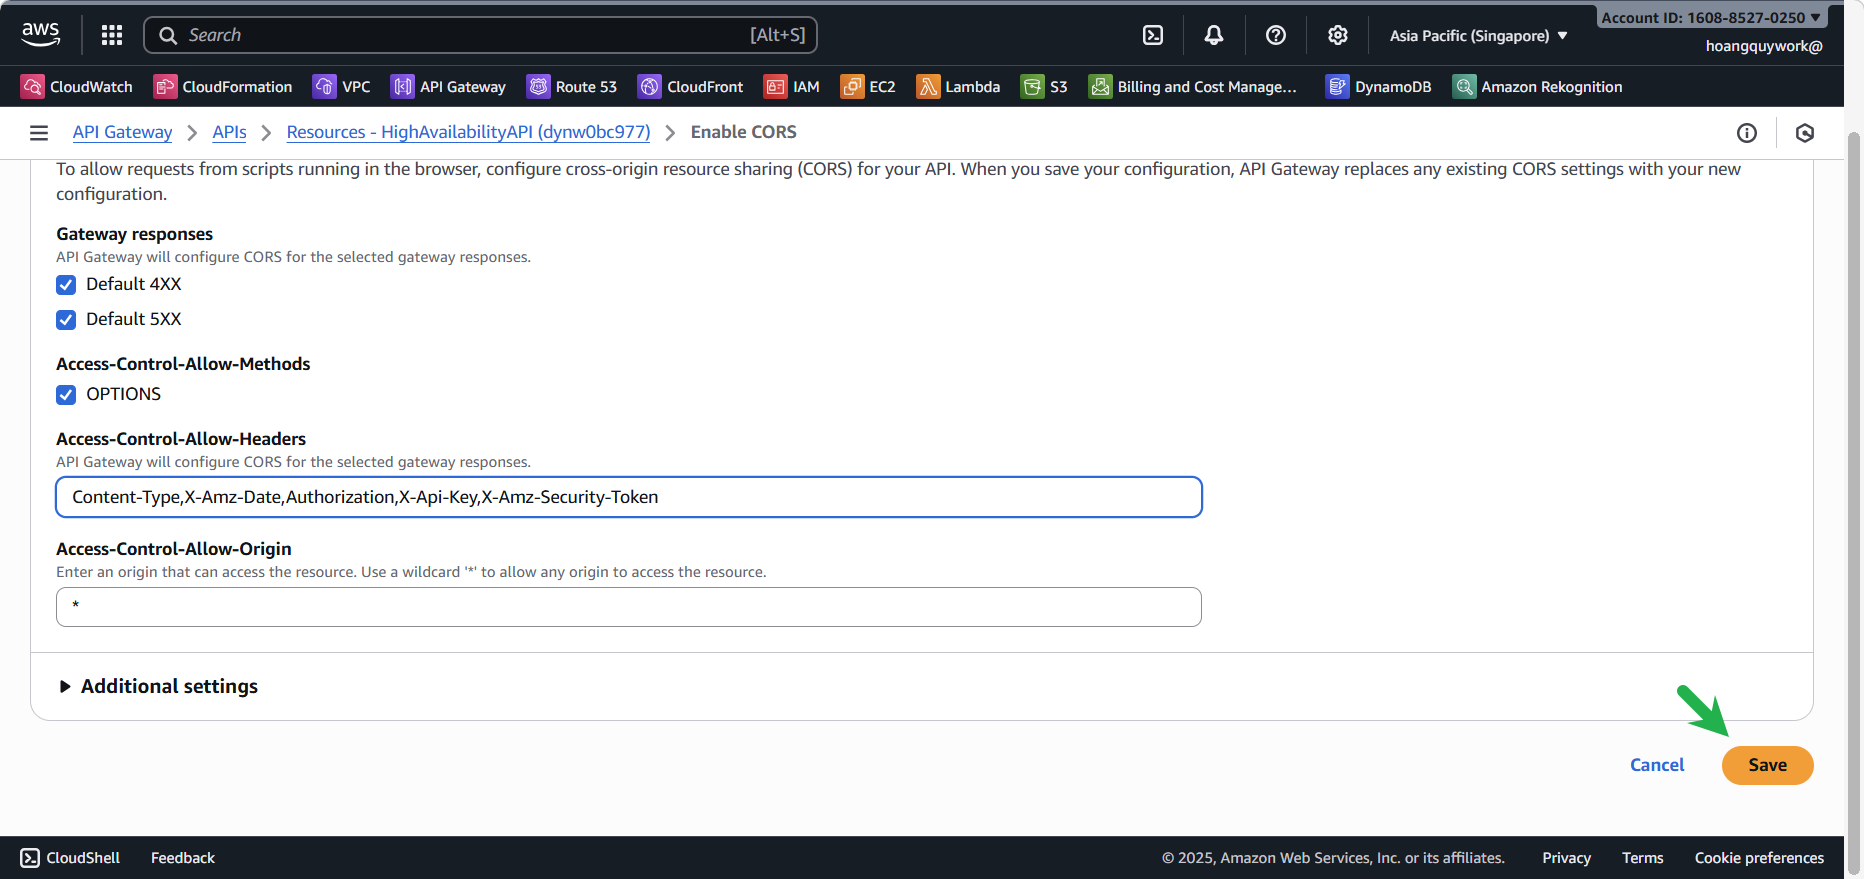 aws
Search
[Alt+S]
Asia Pacific (Singapore)
Account ID: 1608-8527-0250
hoangquywork@
CloudWatch
CloudFormation
VPC
API Gateway
Route 53
CloudFront
IAM
EC2
Lambda
S3
Billing and Cost Manage...
DynamoDB
Amazon Rekognition
API Gateway
APIs
Resources - HighAvailabilityAPI (dynw0bc977)
Enable CORS
To allow requests from scripts running in the browser, configure cross-origin resource sharing (CORS) for your API. When you save your configuration, API Gateway replaces any existing CORS settings with your new
configuration.
Gateway responses
API Gateway will configure CORS for the selected gateway responses.
Default 4XX
Default 5XX
Access-Control-Allow-Methods
OPTIONS
Access-Control-Allow-Headers
API Gateway will configure CORS for the selected gateway responses.
Content-Type,X-Amz-Date,Authorization,X-Api-Key,X-Amz-Security-Token
Access-Control-Allow-Origin
Enter an origin that can access the resource. Use a wildcard '*' to allow any origin to access the resource.
*
Additional settings
Cancel
Save
CloudShell
Feedback
© 2025, Amazon Web Services, Inc. or its affiliates.
Privacy
Terms
Cookie preferences